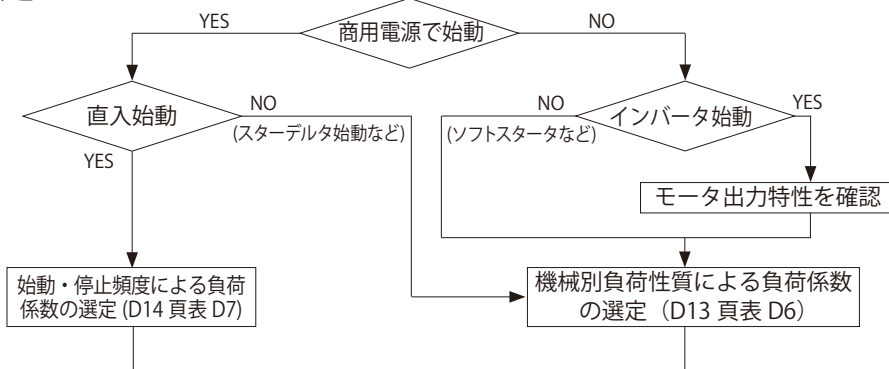 商用電源で始動
YES
NO
直入始動
NO
(スターデルタ始動など)
YES
インバータ始動
NO
(ソフトスタータなど)
YES
モータ出力特性を確認
始動・停止頻度による負荷
係数の選定 (D14 頁表 D7)
機械別負荷性質による負荷係数
の選定（D13 頁表 D6）